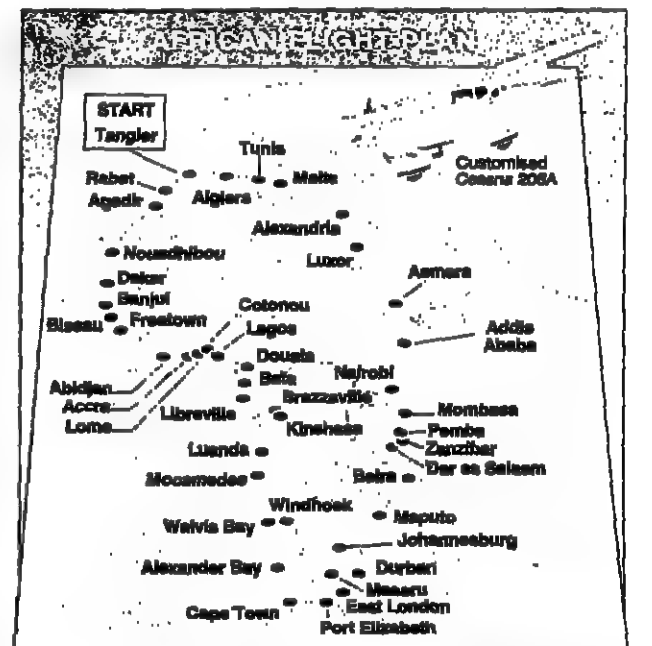 AFRICAN FLIGHT PLAN
START
Tangier
Tunis
Rabat
Malta
Customised
Cessna 206A
Agadir
Algiers
Alexandria
Nouadhibou
Luxor
Asmara
Dakar
Banjul
Cotonou
Bissau
Freetown
Lagos
Addis
Ababa
Douala
Bata
Nairobi
Abidjan
Brazzaville
Accra
Libreville
Mombasa
Lome
Kinshasa
Pemba
Luanda
Zanzibar
Dar es Salaam
Mocamedes
Beira
Windhoek
Walvis Bay
Maputo
Johannesburg
Alexander Bay
Durban
Maseru
Cape Town
East London
Port Elizabeth